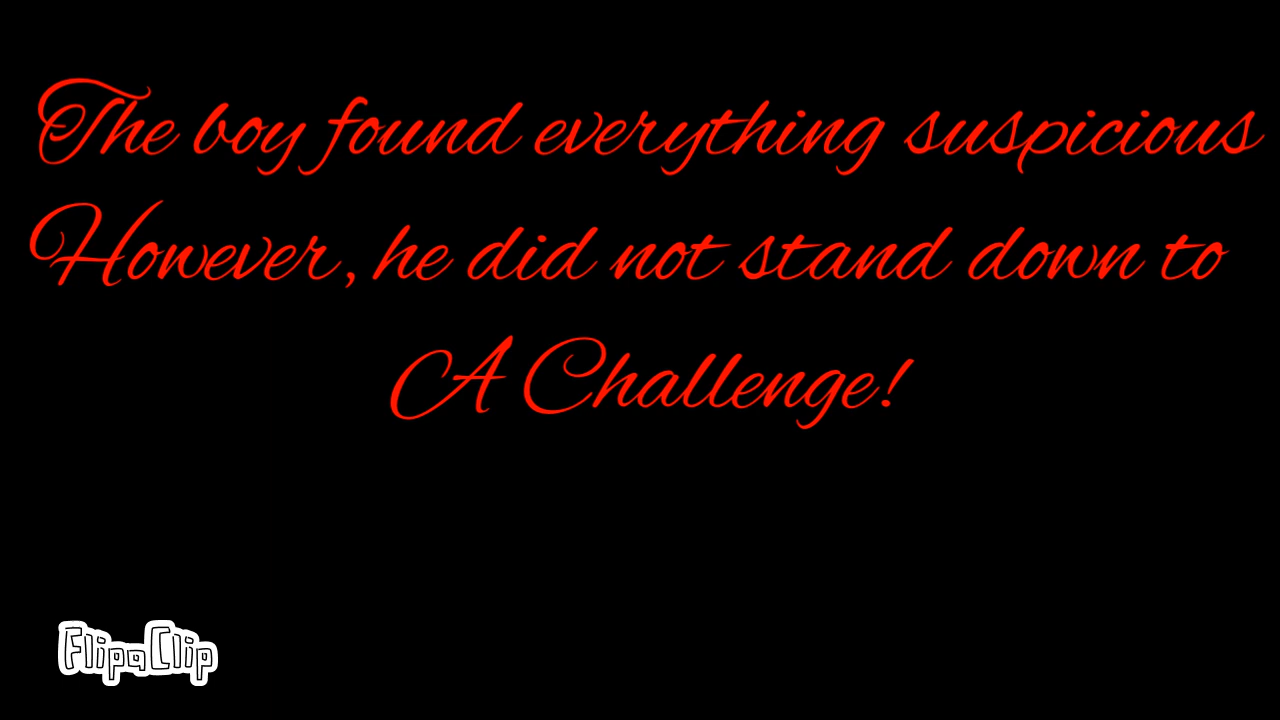 The boy found everything suspicious
However, he did not stand down to
A Challenge!
FlipaClip